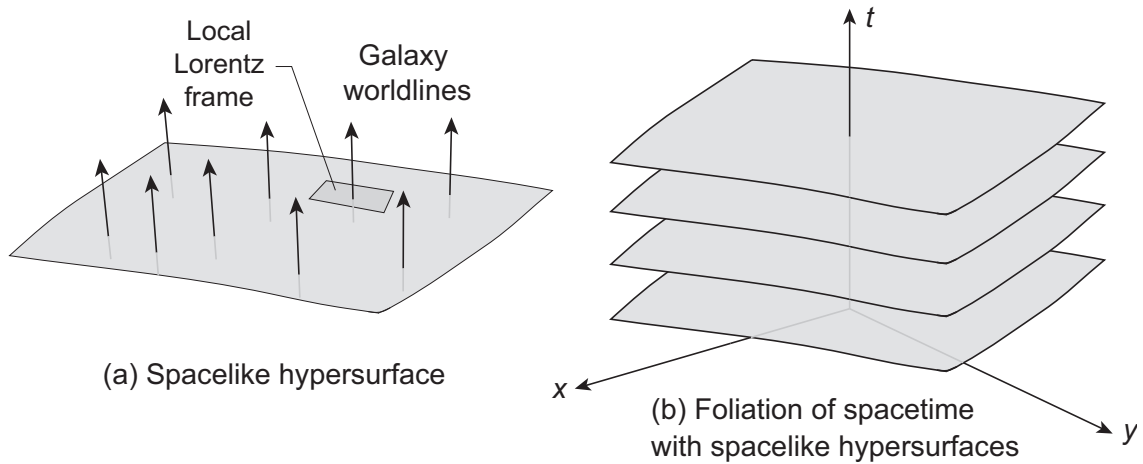 Local
Lorentz
frame
Galaxy
worldlines
(a) Spacelike hypersurface
t
x
y
(b) Foliation of spacetime
with spacelike hypersurfaces